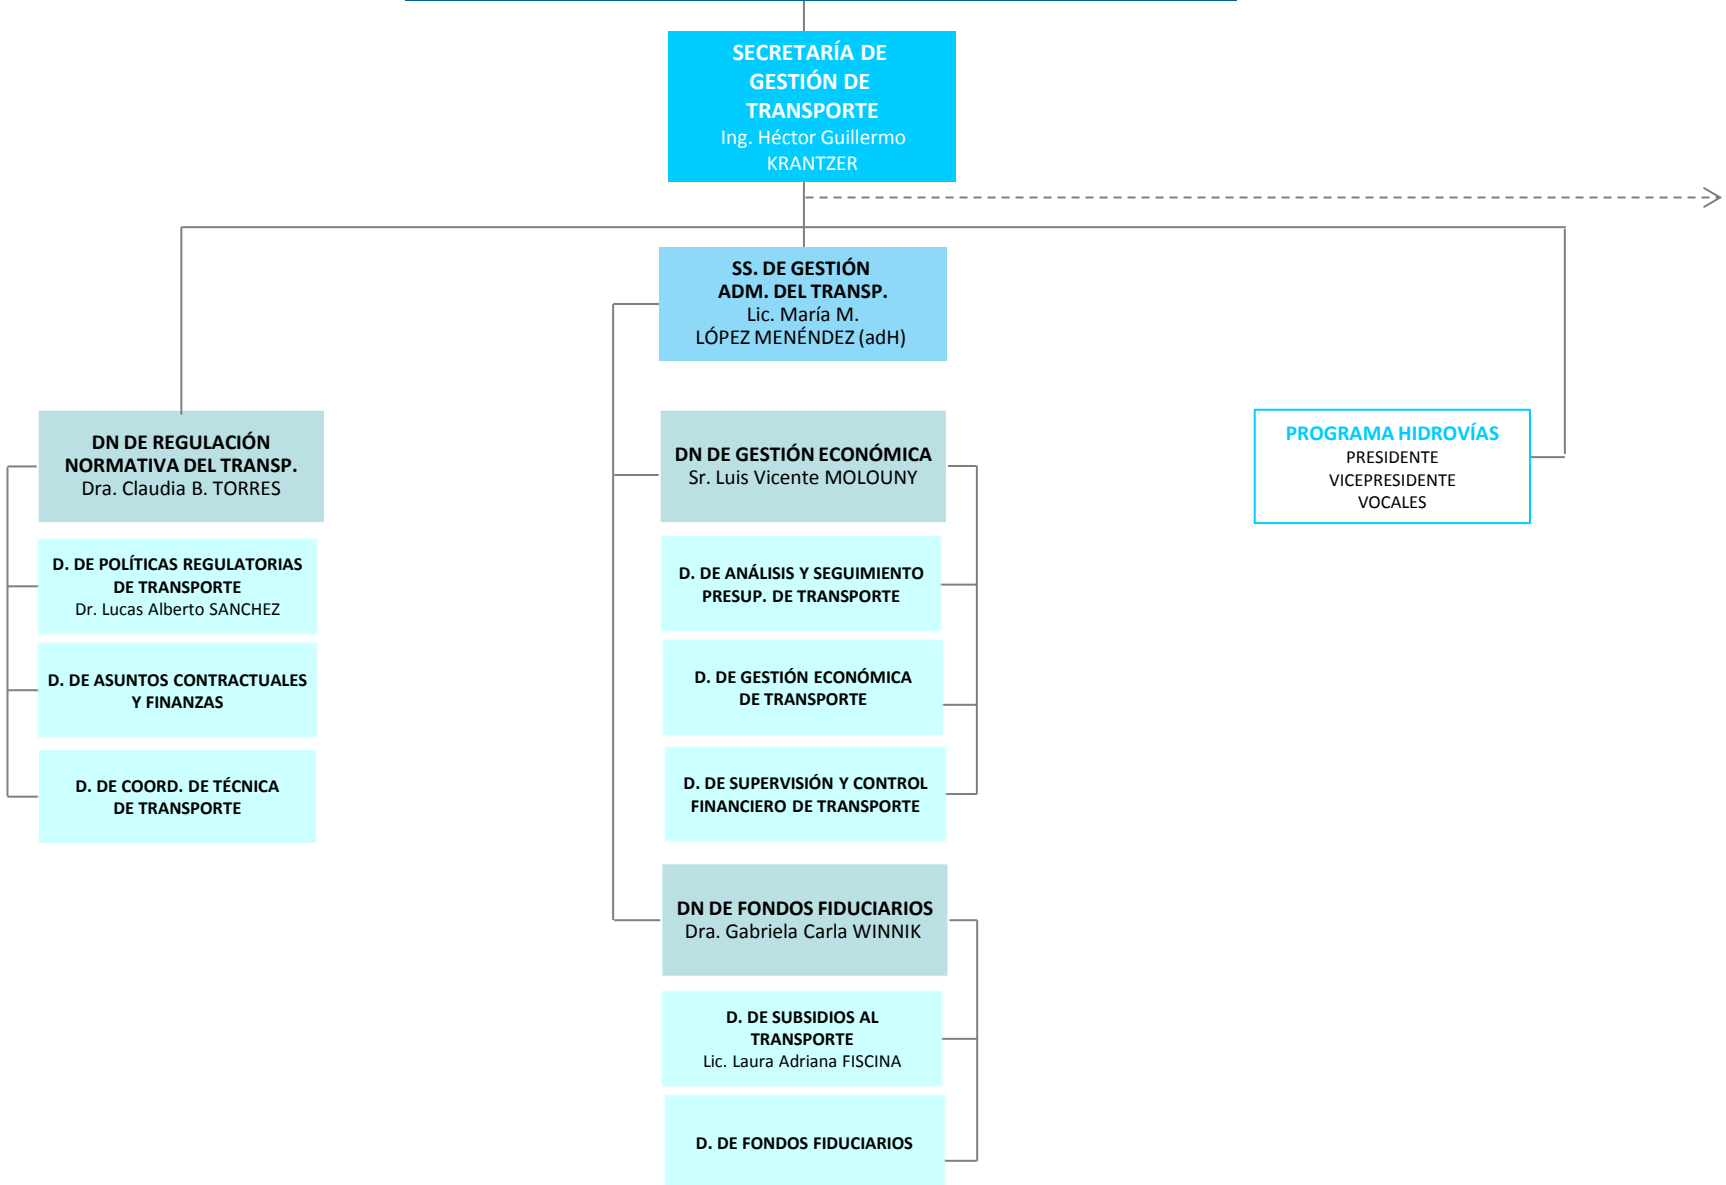 SECRETARÍA DE
GESTIÓN DE
TRANSPORTE
Ing. Héctor Guillermo
KRANTZER
SS. DE GESTIÓN
ADM. DEL TRANSP.
Lic. María M.
LÓPEZ MENÉNDEZ (adH)
DN DE REGULACIÓN
NORMATIVA DEL TRANSP.
Dra. Claudia B. TORRES
D. DE POLÍTICAS REGULATORIAS
DE TRANSPORTE
Dr. Lucas Alberto SANCHEZ
D. DE ASUNTOS CONTRACTUALES
Y FINANZAS
D. DE COORD. DE TÉCNICA
DE TRANSPORTE
DN DE GESTIÓN ECONÓMICA
Sr. Luis Vicente MOLOUNY
D. DE ANÁLISIS Y SEGUIMIENTO
PRESUP. DE TRANSPORTE
D. DE GESTIÓN ECONÓMICA
DE TRANSPORTE
D. DE SUPERVISIÓN Y CONTROL
FINANCIERO DE TRANSPORTE
DN DE FONDOS FIDUCIARIOS
Dra. Gabriela Carla WINNIK
D. DE SUBSIDIOS AL
TRANSPORTE
Lic. Laura Adriana FISCINA
D. DE FONDOS FIDUCIARIOS
PROGRAMA HIDROVÍAS
PRESIDENTE
VICEPRESIDENTE
VOCALES